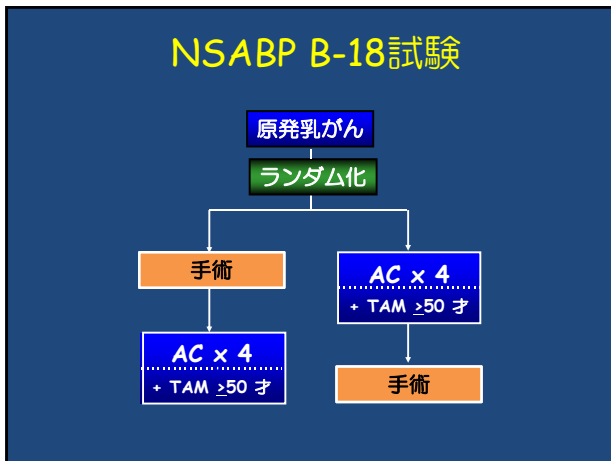 NSABP B-18試験
原発乳がん
ランダム化
手術
AC x 4
+ TAM ≥50 才
AC x 4
+ TAM ≥50 才
手術